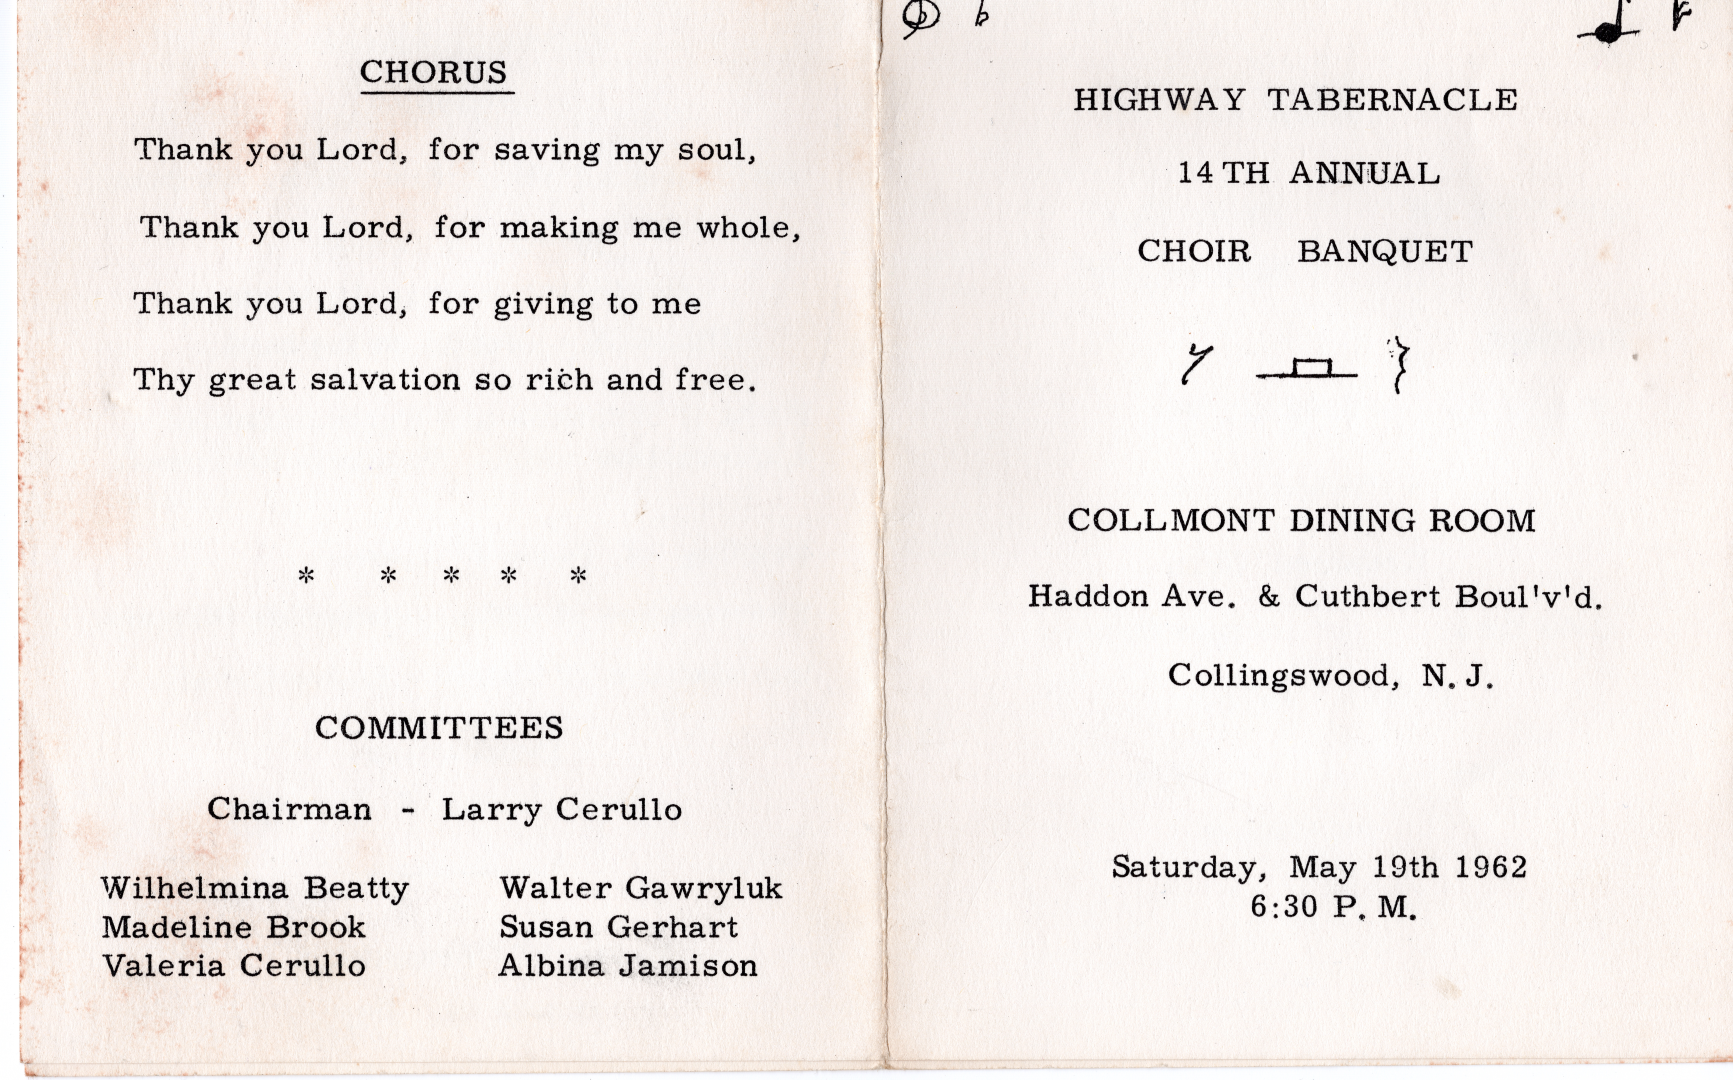 CHORUS
Thank you Lord, for saving my soul,
Thank you Lord, for making me whole,
Thank you Lord, for giving to me
Thy great salvation so rich and free.
* * * * *
COMMITTEES
Chairman - Larry Cerullo
Wilhelmina Beatty
Madeline Brook
Valeria Cerullo
Walter Gawryluk
Susan Gerhart
Albina Jamison
HIGHWAY TABERNACLE
14TH ANNUAL
CHOIR BANQUET
COLLMONT DINING ROOM
Haddon Ave. & Cuthbert Boul'v'd.
Collingswood, N.J.
Saturday, May 19th 1962
6:30 P.M.